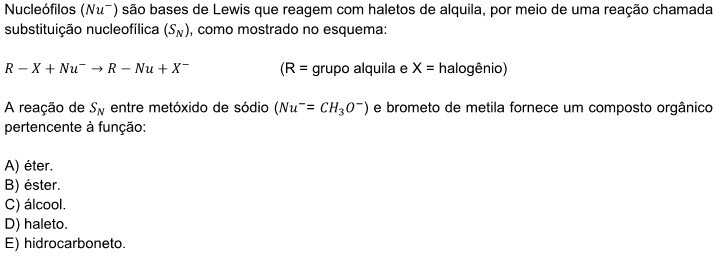 Nucleófilos (Nu⁻) são bases de Lewis que reagem com haletos de alquila, por meio de uma reação chamada
substituição nucleofílica (S_N), como mostrado no esquema:
R − X + Nu⁻ → R − Nu + X⁻ (R = grupo alquila e X = halogênio)
A reação de S_N entre metóxido de sódio (Nu⁻= CH₃O⁻) e brometo de metila fornece um composto orgânico
pertencente à função:
A) éter.
B) éster.
C) álcool.
D) haleto.
E) hidrocarboneto.